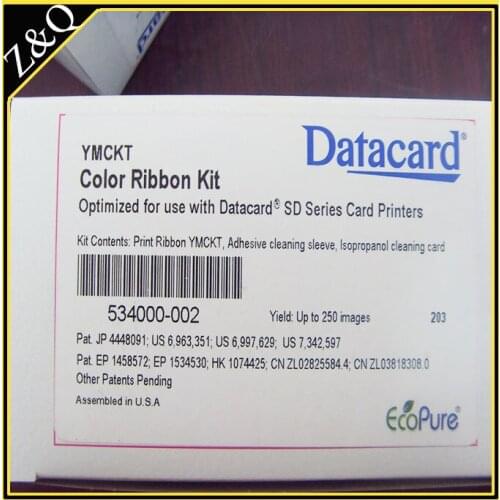 Z&Q
YMCKT
Color Ribbon Kit
Datacard®
Optimized for use with Datacard® SD Series Card Printers
Kit Contents: Print Ribbon YMCKT, Adhesive cleaning sleeve, Isopropanol cleaning card
534000-002
Yield: Up to 250 images
203
Pat. JP 4448091; US 6,963,351; US 6,997,629; US 7,342,597
Pat. EP 1458572; EP 1534530; HK 1074425; CN ZL02825584.4; CN ZL03818308.0
Other Patents Pending
Assembled in U.S.A
EcoPure®